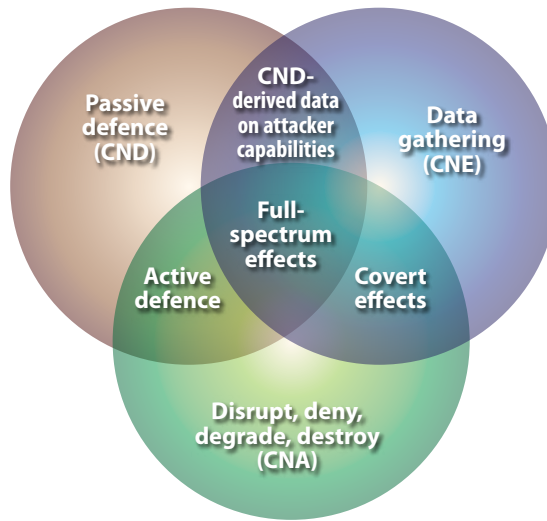 Passive
defence
(CND)
CND-
derived data
on attacker
capabilities
Data
gathering
(CNE)
Full-
spectrum
effects
Active
defence
Covert
effects
Disrupt, deny,
degrade, destroy
(CNA)